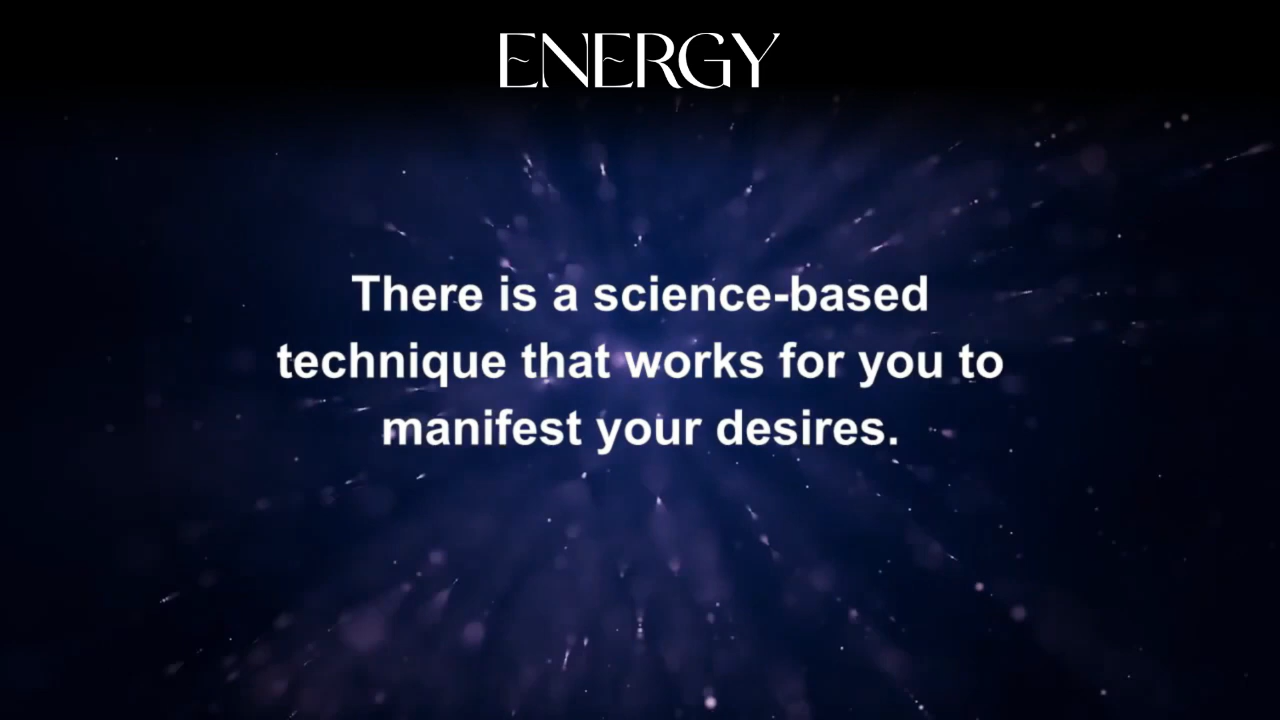 ENERGY
There is a science-based
technique that works for you to
manifest your desires.